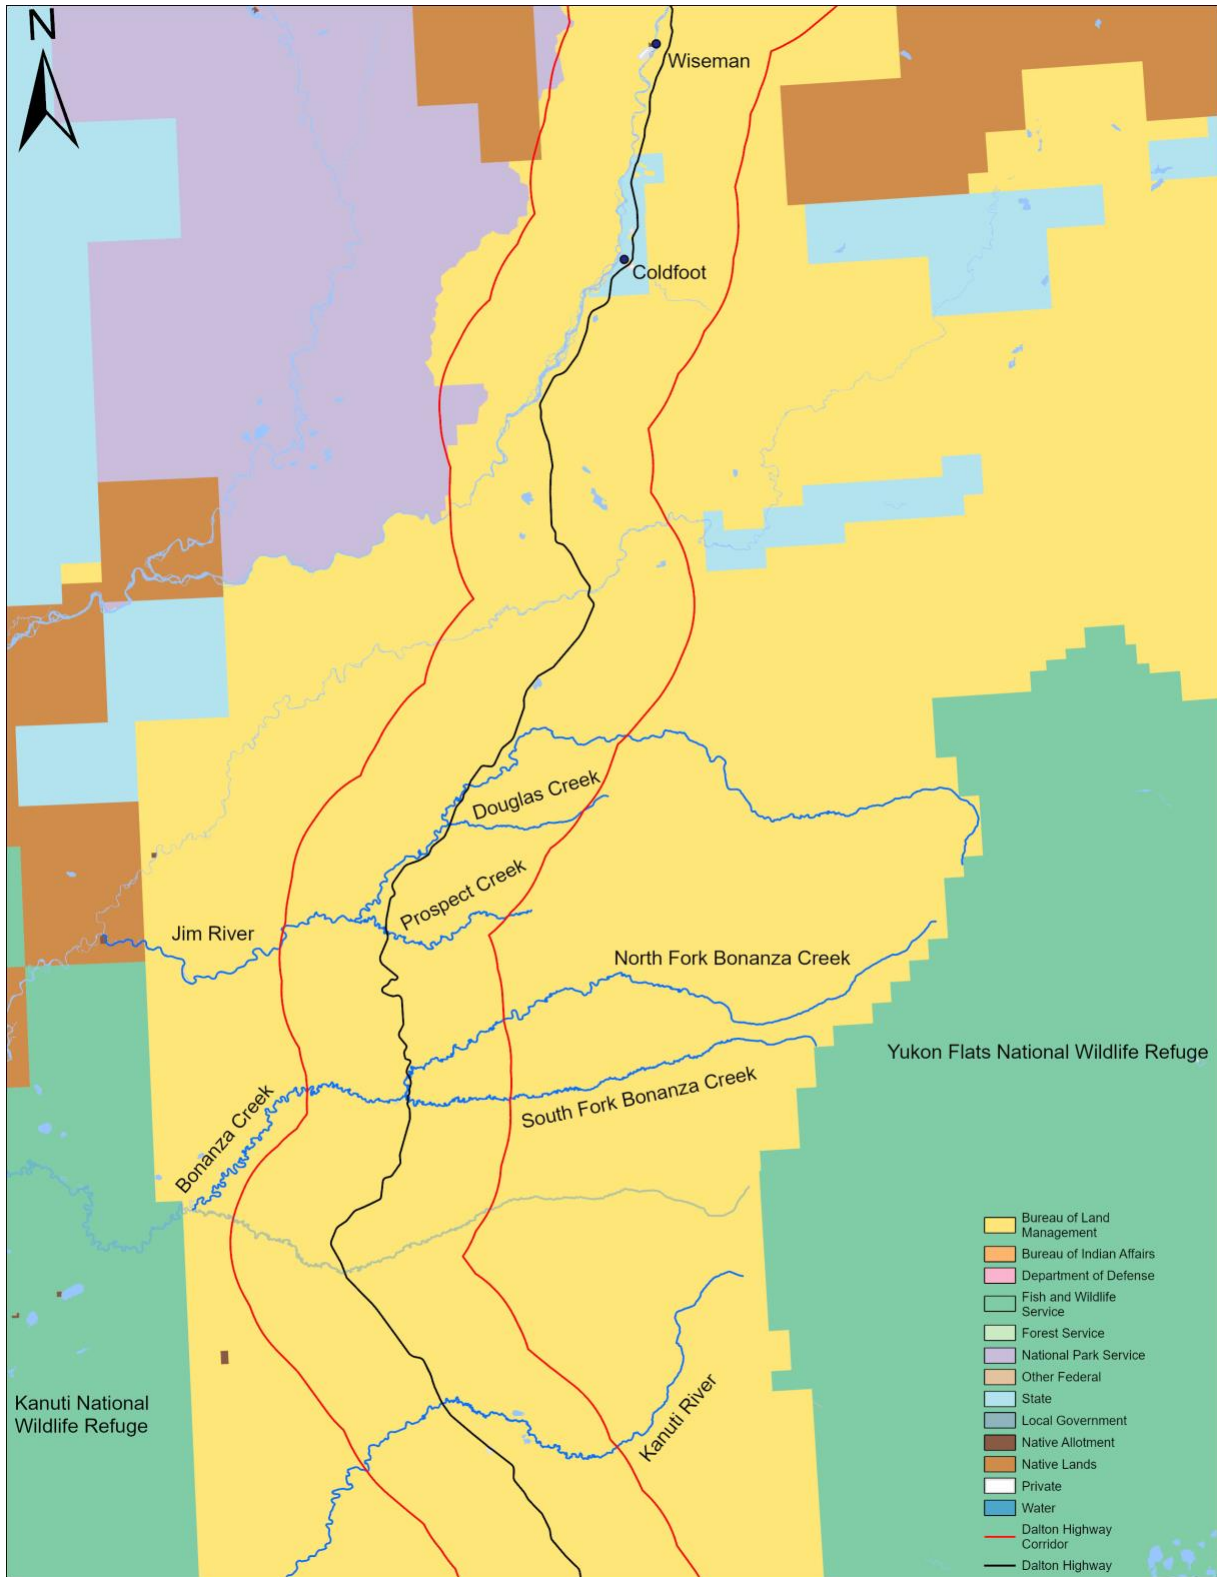 N
Wiseman
Coldfoot
Douglas Creek
Prospect Creek
Jim River
North Fork Bonanza Creek
Yukon Flats National Wildlife Refuge
South Fork Bonanza Creek
Bonanza Creek
Kanuti National
Wildlife Refuge
Kanuti River
Bureau of Land
Management
Bureau of Indian Affairs
Department of Defense
Fish and Wildlife
Service
Forest Service
National Park Service
Other Federal
State
Local Government
Native Allotment
Native Lands
Private
Water
Dalton Highway
Corridor
Dalton Highway